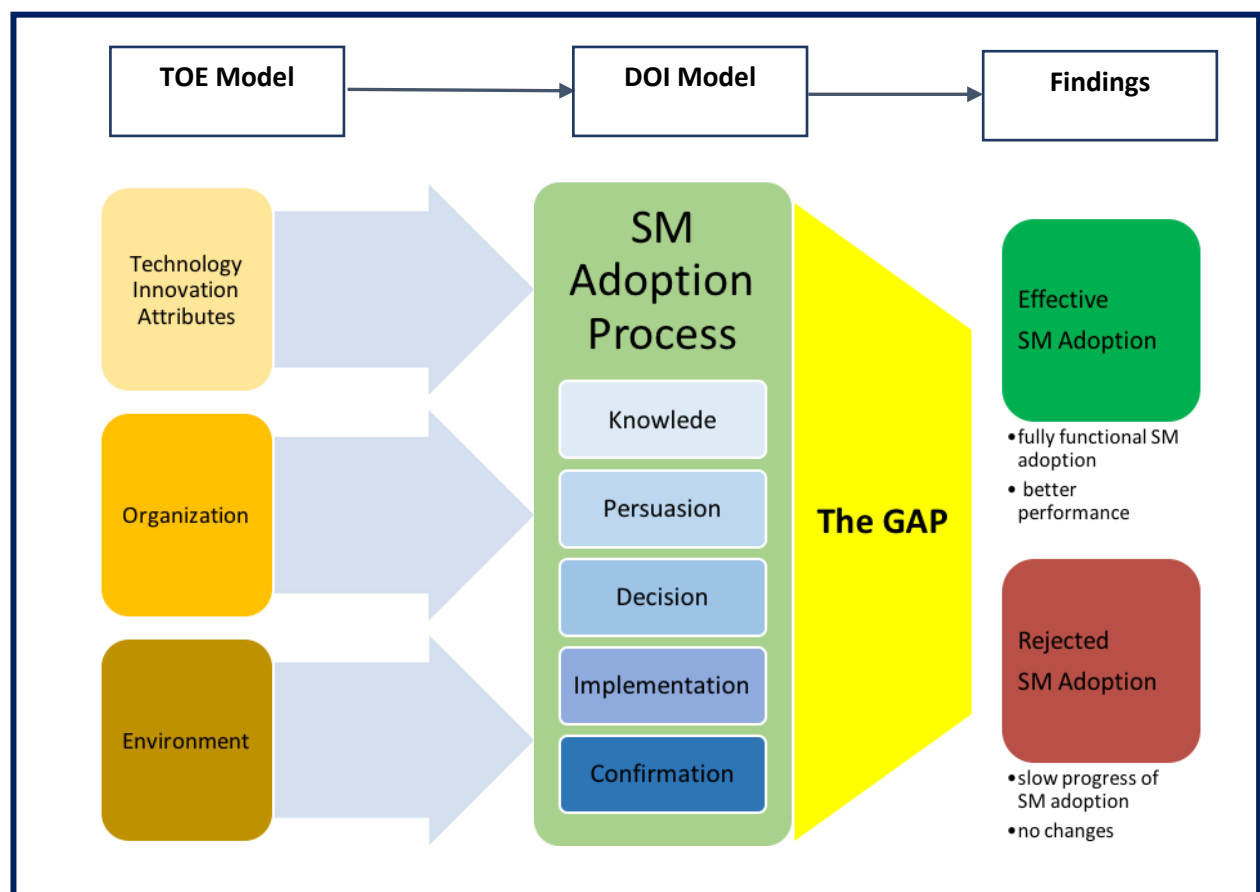 TOE Model
DOI Model
Findings
Technology
Innovation
Attributes
Organization
Environment
SM
Adoption
Process
Knowlede
Persuasion
Decision
Implementation
Confirmation
The GAP
Effective
SM Adoption
•fully functional SM
adoption
• better
performance
Rejected
SM Adoption
•slow progress of
SM adoption
•no changes